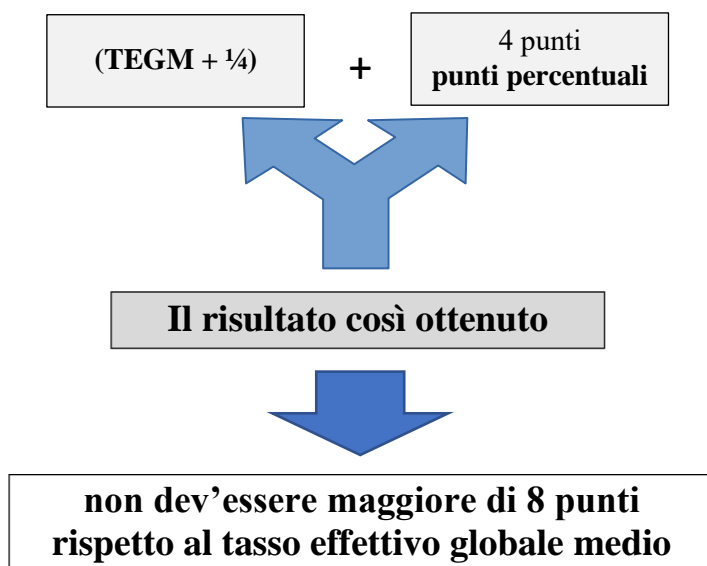 (TEGM + ¼)
+
4 punti
punti percentuali
Il risultato così ottenuto
non dev’essere maggiore di 8 punti
rispetto al tasso effettivo globale medio